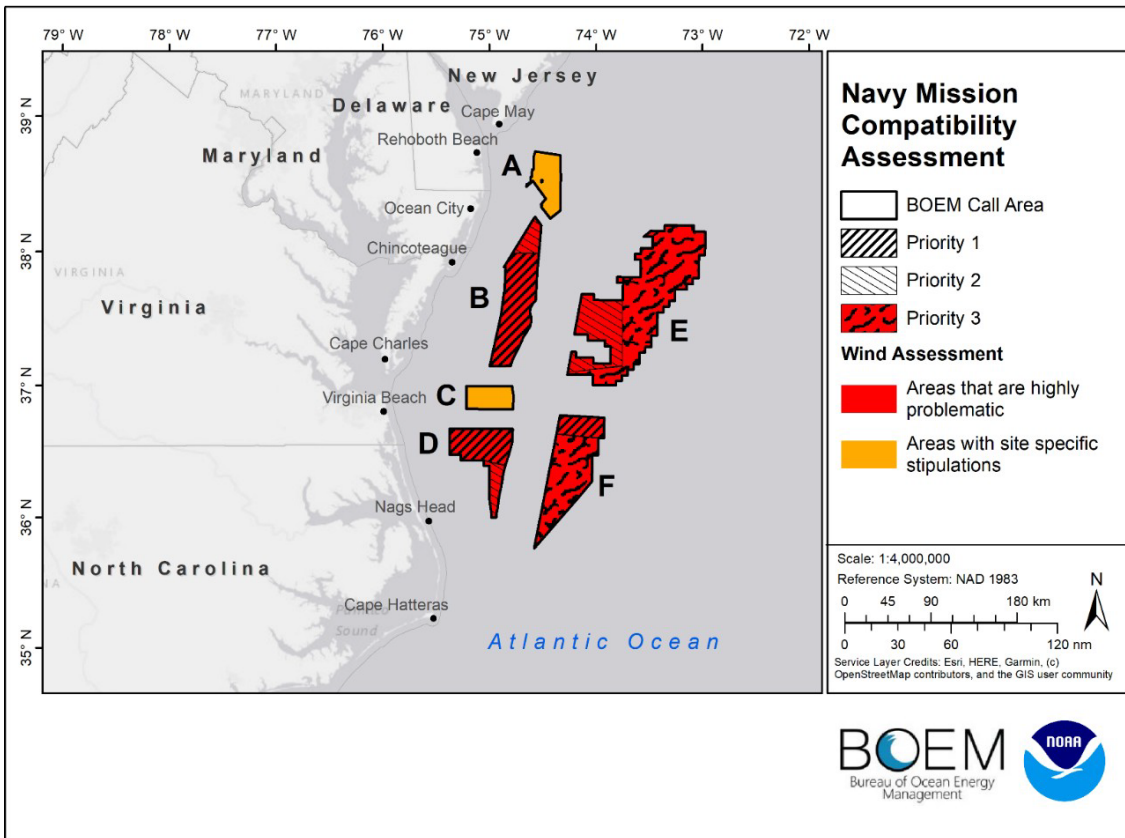 79° W
78° W
77° W
76° W
75° W
74° W
73° W
72° W
39° N
38° N
37° N
36° N
35° N
New Jersey
MARYLAND
Delaware
Cape May
Rehoboth Beach
Maryland
A
Ocean City
Chincoteague
VIRGINIA
Virginia
B
E
Cape Charles
Virginia Beach
C
D
F
Nags Head
North Carolina
NA
Cape Hatteras
Sound
Atlantic Ocean
Navy Mission
Compatibility
Assessment
BOEM Call Area
Priority 1
Priority 2
Priority 3
Wind Assessment
Areas that are highly
problematic
Areas with site specific
stipulations
Scale: 1:4,000,000
Reference System: NAD 1983
N
0 45 90 180 km
0 30 60 120 nm
Service Layer Credits: Esri, HERE, Garmin, (c)
OpenStreetMap contributors, and the GIS user community
BOEM
Bureau of Ocean Energy
Management
NOAA